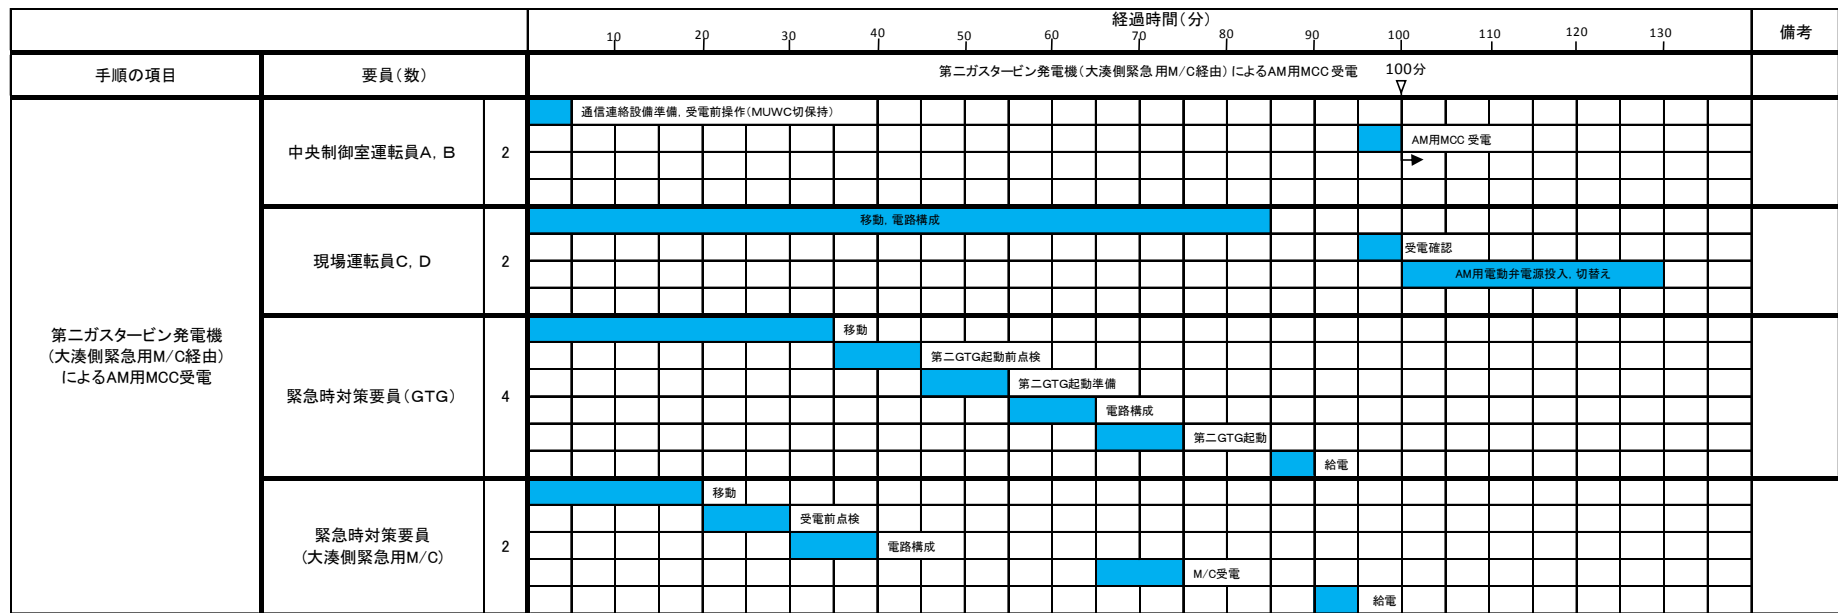 経過時間(分)
備考
10 20 30 40 50 60 70 80 90 100 110 120 130
手順の項目
要員(数)
第二ガスタービン発電機(大湊側緊急用M/C経由)によるAM用MCC受電
100分
通信連絡設備準備, 受電前操作(MUWC切保持)
中央制御室運転員A, B
2
AM用MCC 受電
移動, 電路構成
現場運転員C, D
2
受電確認
AM用電動弁電源投入, 切替え
第二ガスタービン発電機
(大湊側緊急用M/C経由)
によるAM用MCC受電
緊急時対策要員(GTG)
4
移動
第二GTG起動前点検
第二GTG起動準備
電路構成
第二GTG起動
給電
緊急時対策要員
(大湊側緊急用M/C)
2
移動
受電前点検
電路構成
M/C受電
給電